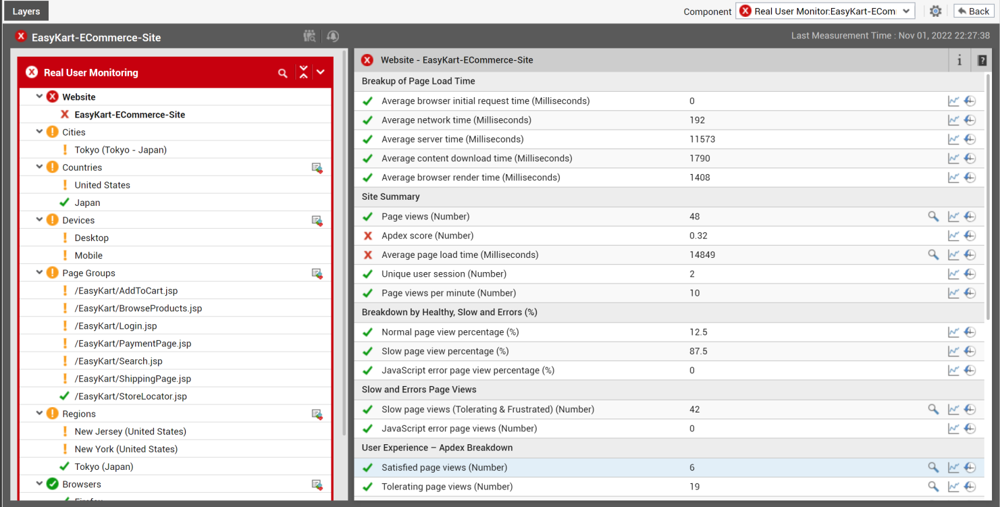 Layers
Component Real User Monitor:EasyKart-ECom Back
EasyKart-ECommerce-Site
Last Measurement Time : Nov 01, 2022 22:27:38
Real User Monitoring
Website
EasyKart-ECommerce-Site
Cities
Tokyo (Tokyo - Japan)
Countries
United States
Japan
Devices
Desktop
Mobile
Page Groups
/EasyKart/AddToCart.jsp
/EasyKart/BrowseProducts.jsp
/EasyKart/Login.jsp
/EasyKart/PaymentPage.jsp
/EasyKart/Search.jsp
/EasyKart/ShippingPage.jsp
/EasyKart/StoreLocator.jsp
Regions
New Jersey (United States)
New York (United States)
Tokyo (Japan)
Browsers
Website - EasyKart-ECommerce-Site
Breakup of Page Load Time
Average browser initial request time (Milliseconds) 0
Average network time (Milliseconds) 192
Average server time (Milliseconds) 11573
Average content download time (Milliseconds) 1790
Average browser render time (Milliseconds) 1408
Site Summary
Page views (Number) 48
Apdex score (Number) 0.32
Average page load time (Milliseconds) 14849
Unique user session (Number) 2
Page views per minute (Number) 10
Breakdown by Healthy, Slow and Errors (%)
Normal page view percentage (%) 12.5
Slow page view percentage (%) 87.5
JavaScript error page view percentage (%) 0
Slow and Errors Page Views
Slow page views (Tolerating & Frustrated) (Number) 42
JavaScript error page views (Number) 0
User Experience – Apdex Breakdown
Satisfied page views (Number) 6
Tolerating page views (Number) 19